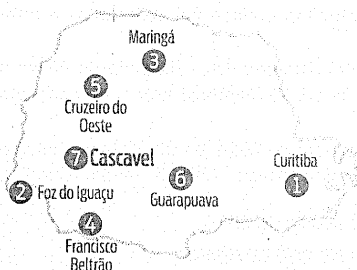 Maringá
3
5
Cruzeiro do
Oeste
7 Cascavel
Curitiba
1
6
Guarapuava
2 Foz do Iguaçu
4
Francisco
Beltrão